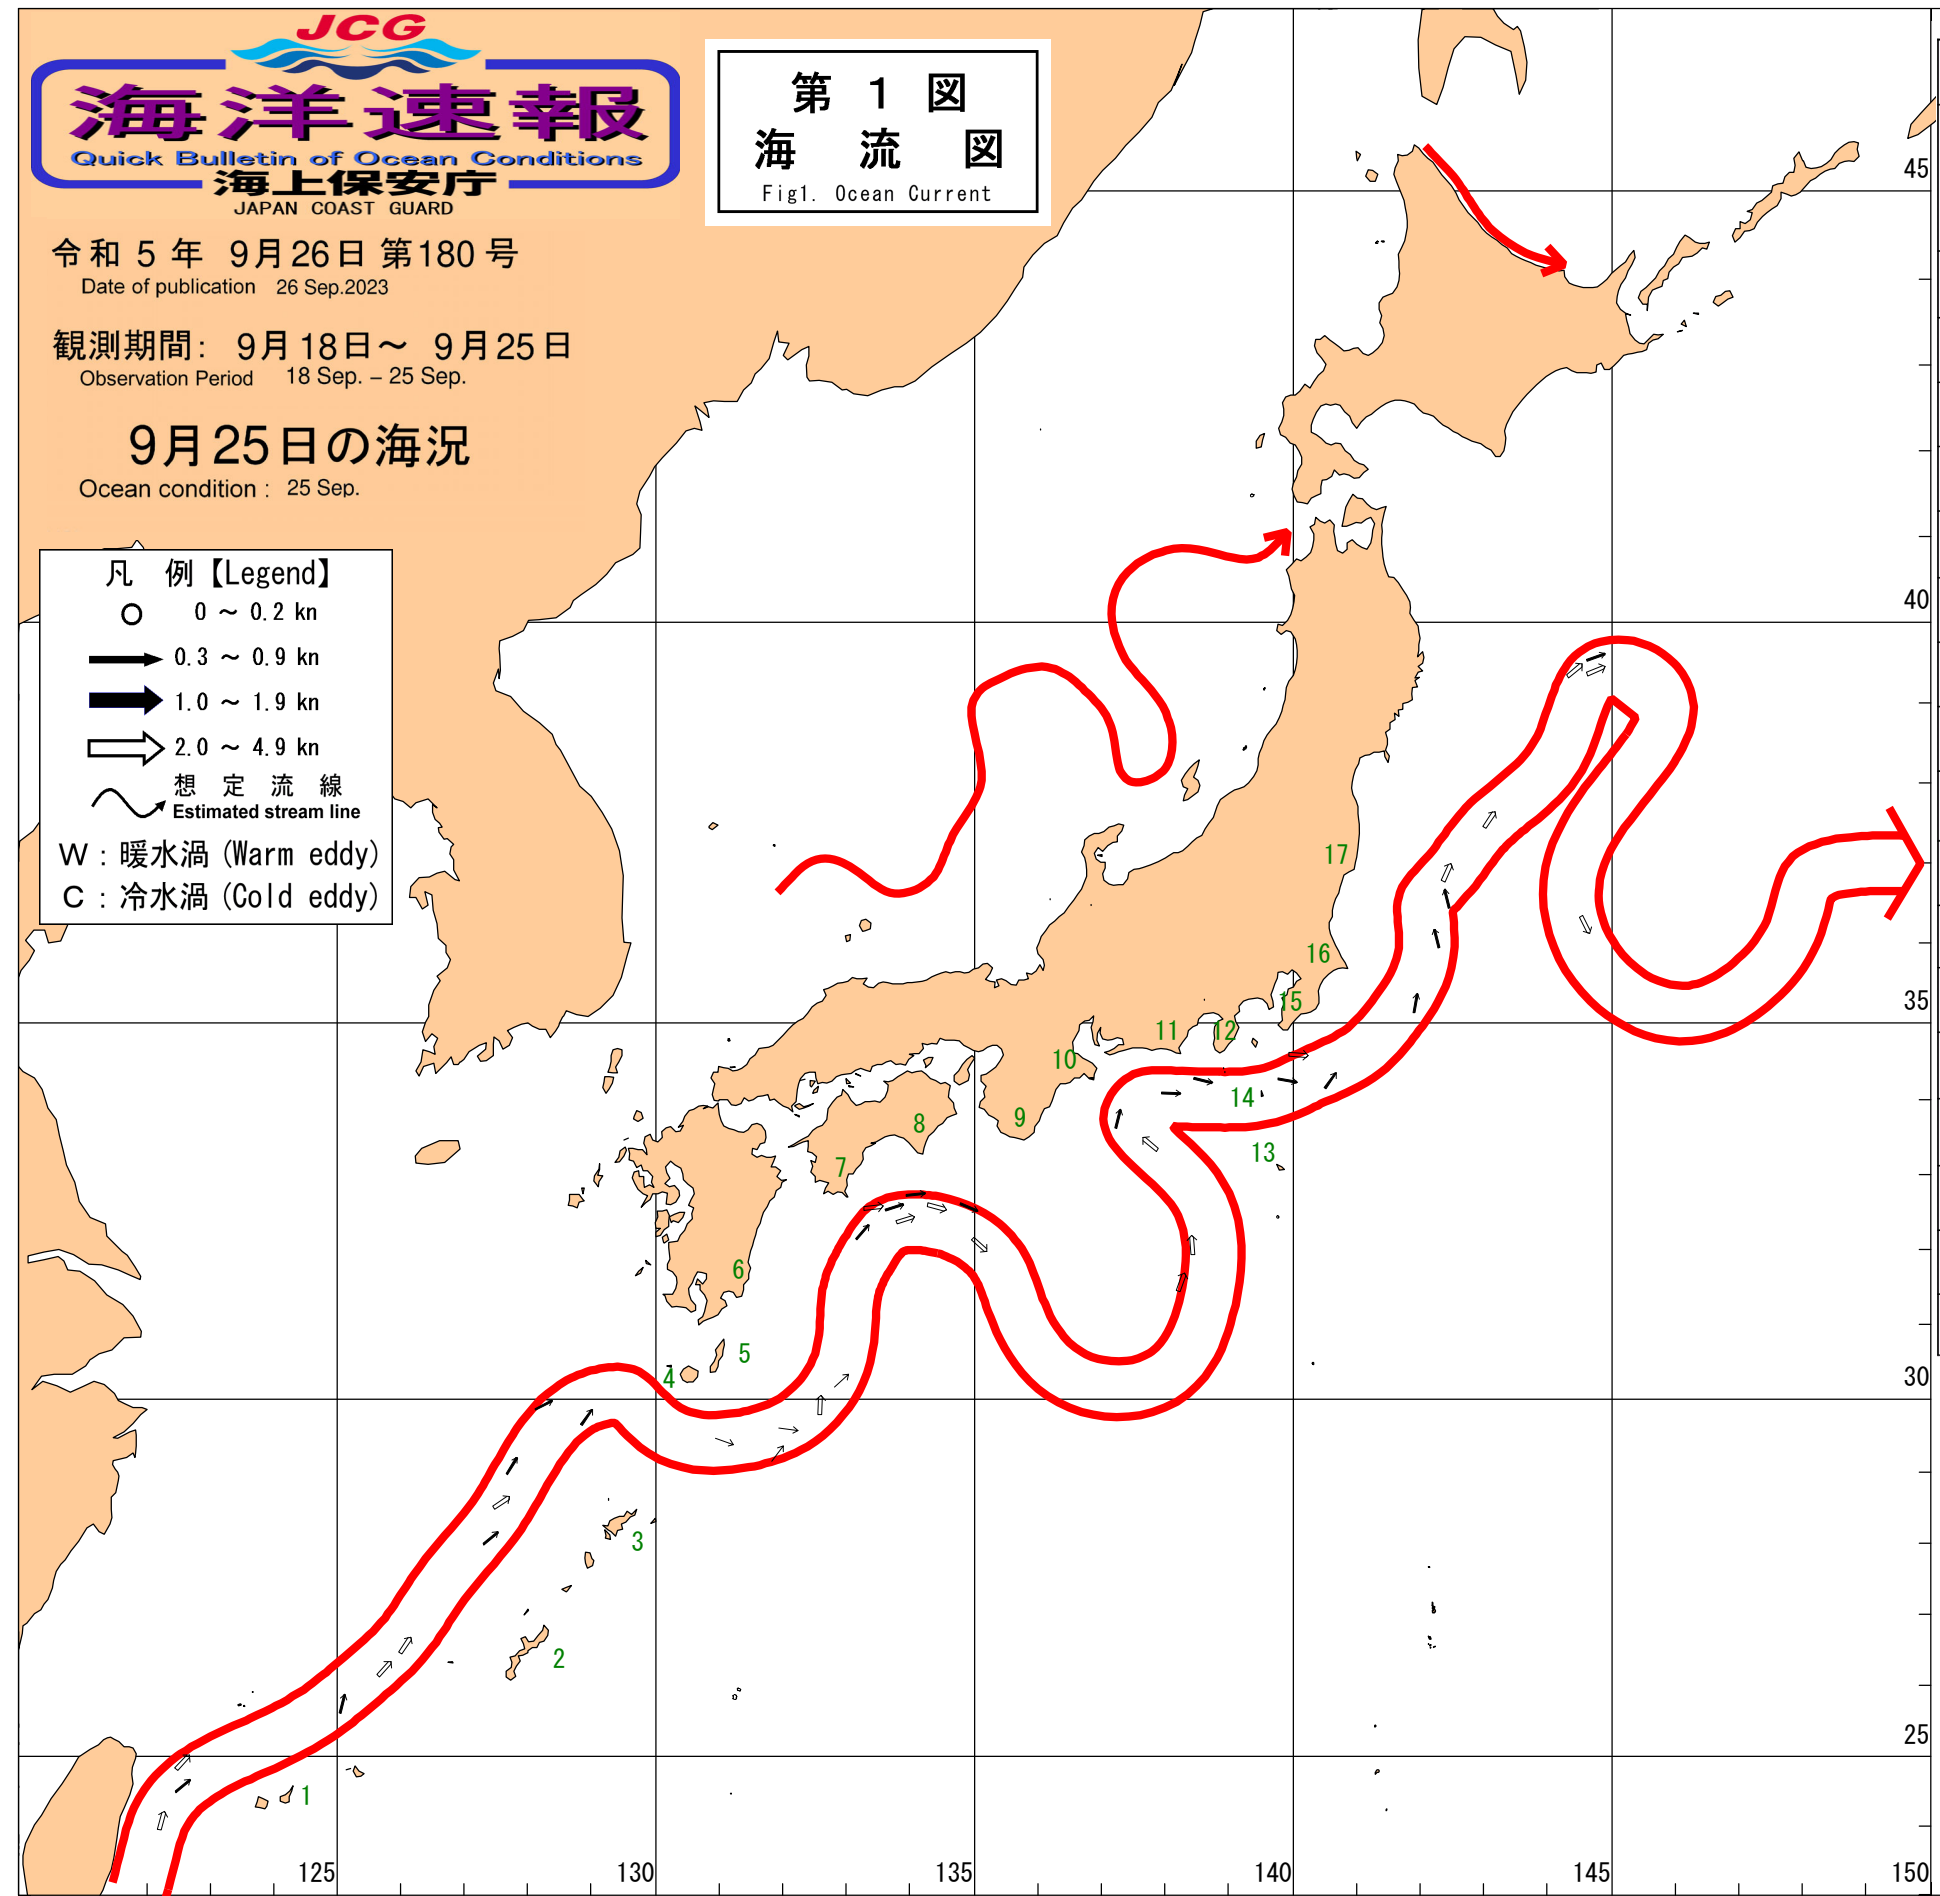 JCG
海洋速報
Quick Bulletin of Ocean Conditions
海上保安庁
JAPAN COAST GUARD
令和 5 年 9月26日 第180号
Date of publication 26 Sep.2023
観測期間: 9月18日～ 9月25日
Observation Period 18 Sep. – 25 Sep.
9月25日の海況
Ocean condition : 25 Sep.
第 1 図
海 流 図
Fig1. Ocean Current
凡 例【Legend】
0 ～ 0.2 kn
0.3 ～ 0.9 kn
1.0 ～ 1.9 kn
2.0 ～ 4.9 kn
想 定 流 線
Estimated stream line
W : 暖水渦 (Warm eddy)
C : 冷水渦 (Cold eddy)
45
40
17
16
35
15
11
12
10
14
9
8
13
7
6
5
4
30
3
2
25
1
125
130
135
140
145
150